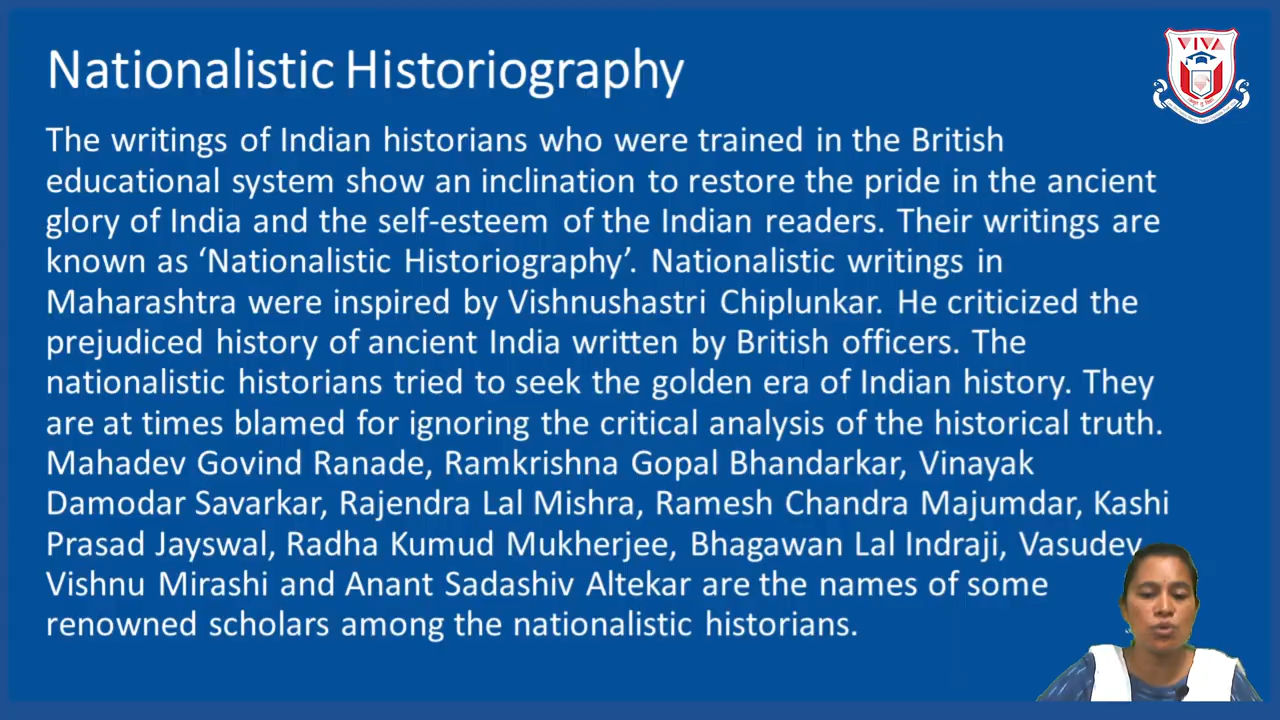 Nationalistic Historiography
VIVA
The writings of Indian historians who were trained in the British
educational system show an inclination to restore the pride in the ancient
glory of India and the self-esteem of the Indian readers. Their writings are
known as ‘Nationalistic Historiography’. Nationalistic writings in
Maharashtra were inspired by Vishnushastri Chiplunkar. He criticized the
prejudiced history of ancient India written by British officers. The
nationalistic historians tried to seek the golden era of Indian history. They
are at times blamed for ignoring the critical analysis of the historical truth.
Mahadev Govind Ranade, Ramkrishna Gopal Bhandarkar, Vinayak
Damodar Savarkar, Rajendra Lal Mishra, Ramesh Chandra Majumdar, Kashi
Prasad Jayswal, Radha Kumud Mukherjee, Bhagawan Lal Indraji, Vasudev
Vishnu Mirashi and Anant Sadashiv Altekar are the names of some
renowned scholars among the nationalistic historians.